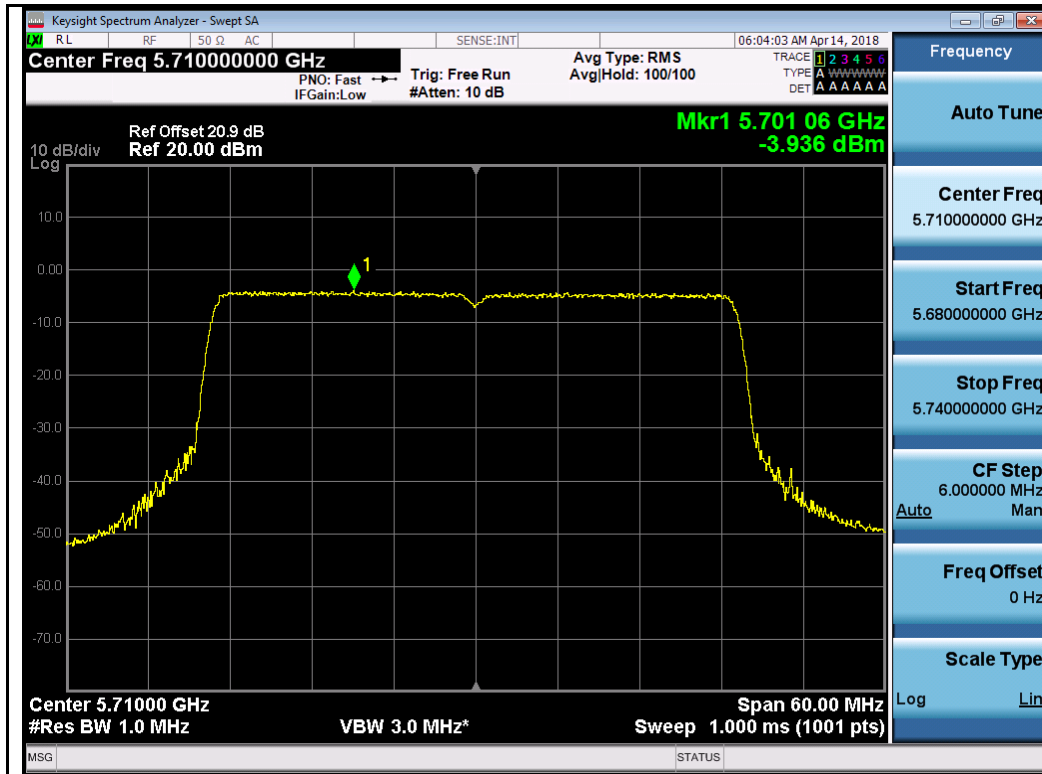 Keysight Spectrum Analyzer - Swept SA
LXI RL RF 50 Ω AC SENSE:INT 06:04:03 AM Apr 14, 2018
Center Freq 5.710000000 GHz
PNO: Fast
IFGain:Low
Trig: Free Run
#Atten: 10 dB
Avg Type: RMS
Avg|Hold: 100/100
TRACE 1 2 3 4 5 6
TYPE A WWWWW
DET A A A A A A
Frequency
Auto Tune
Center Freq
5.710000000 GHz
Start Freq
5.680000000 GHz
Stop Freq
5.740000000 GHz
CF Step
6.000000 MHz
Auto Man
Freq Offset
0 Hz
Scale Type
Log Lin
Ref Offset 20.9 dB
10 dB/div Ref 20.00 dBm
Log
Mkr1 5.701 06 GHz
-3.936 dBm
10.0
0.00
-10.0
-20.0
-30.0
-40.0
-50.0
-60.0
-70.0
1
Center 5.71000 GHz Span 60.00 MHz
#Res BW 1.0 MHz VBW 3.0 MHz* Sweep 1.000 ms (1001 pts)
MSG STATUS